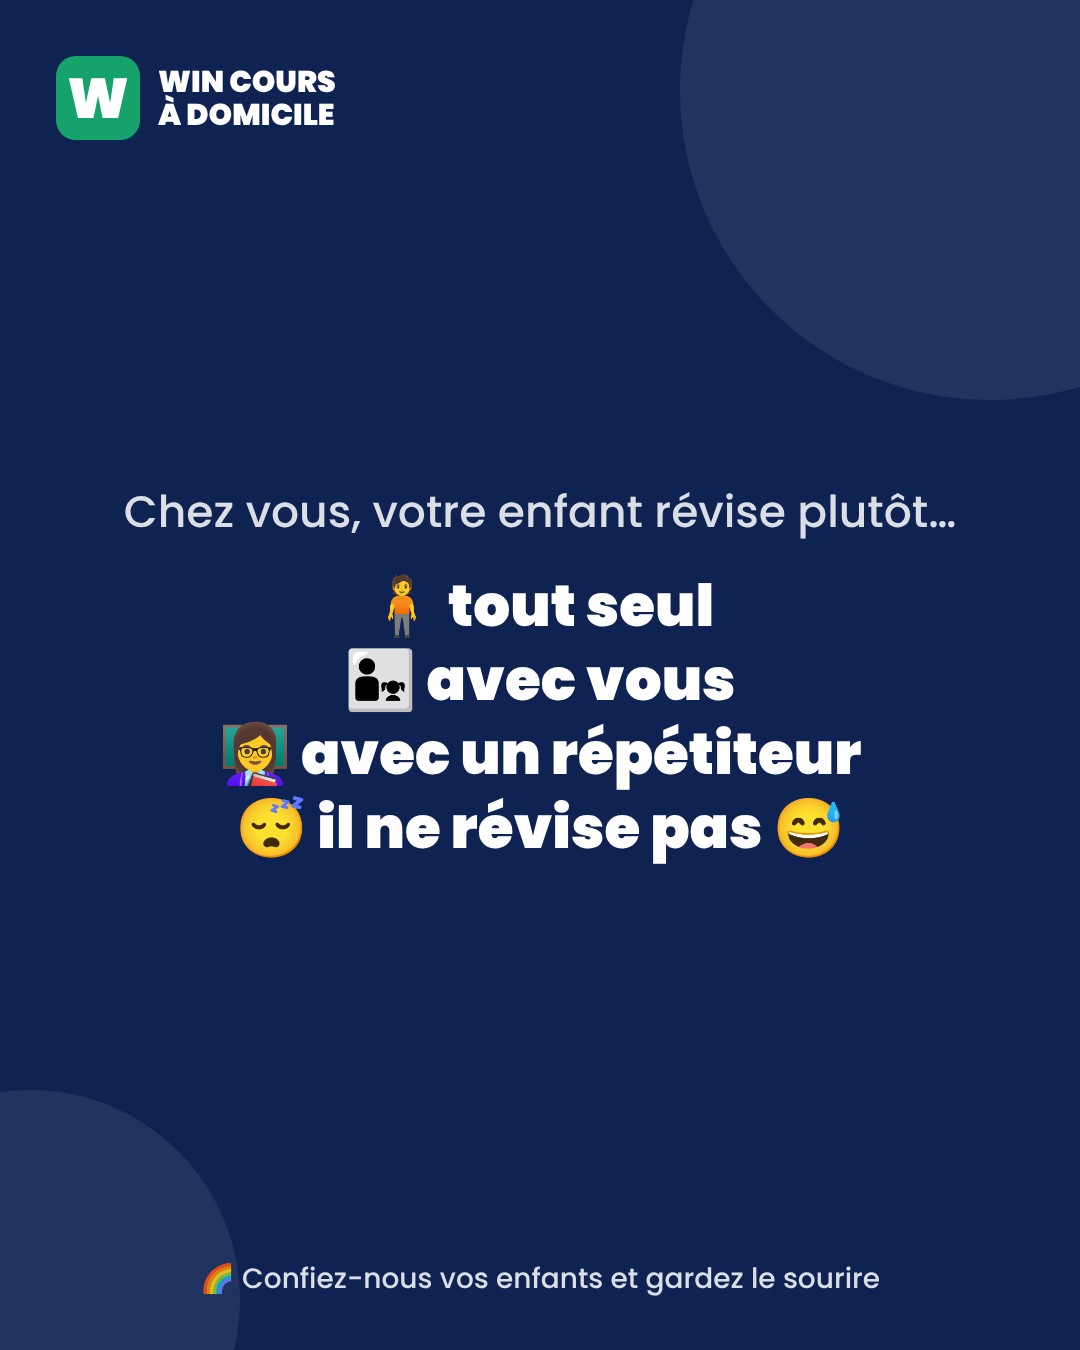 W
WIN COURS
À DOMICILE
Chez vous, votre enfant révise plutôt...
🧍 tout seul
👨‍👧 avec vous
👩‍🏫 avec un répétiteur
😴 il ne révise pas 😅
🌈 Confiez-nous vos enfants et gardez le sourire